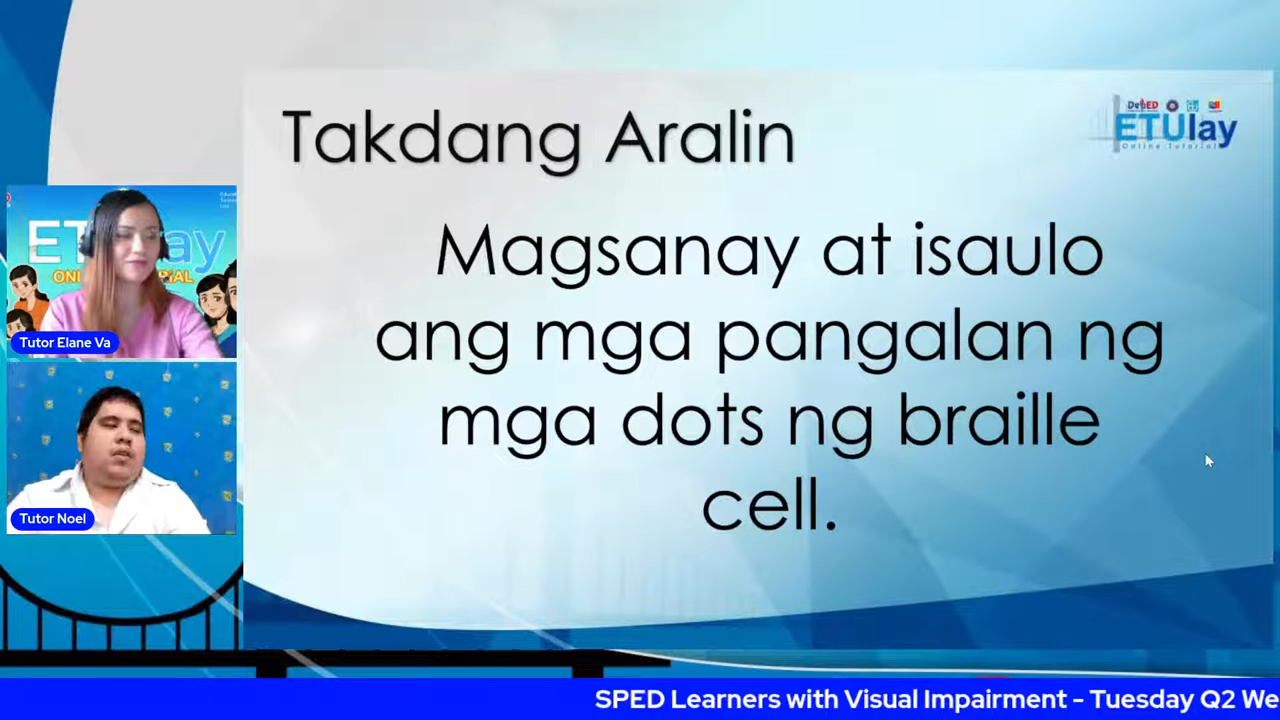 Takdang Aralin
DepED
ETUlay
Online Tutorial
Magsanay at isaulo
ang mga pangalan ng
mga dots ng braille
cell.
Tutor Elane Va
Tutor Noel
SPED Learners with Visual Impairment - Tuesday Q2 We